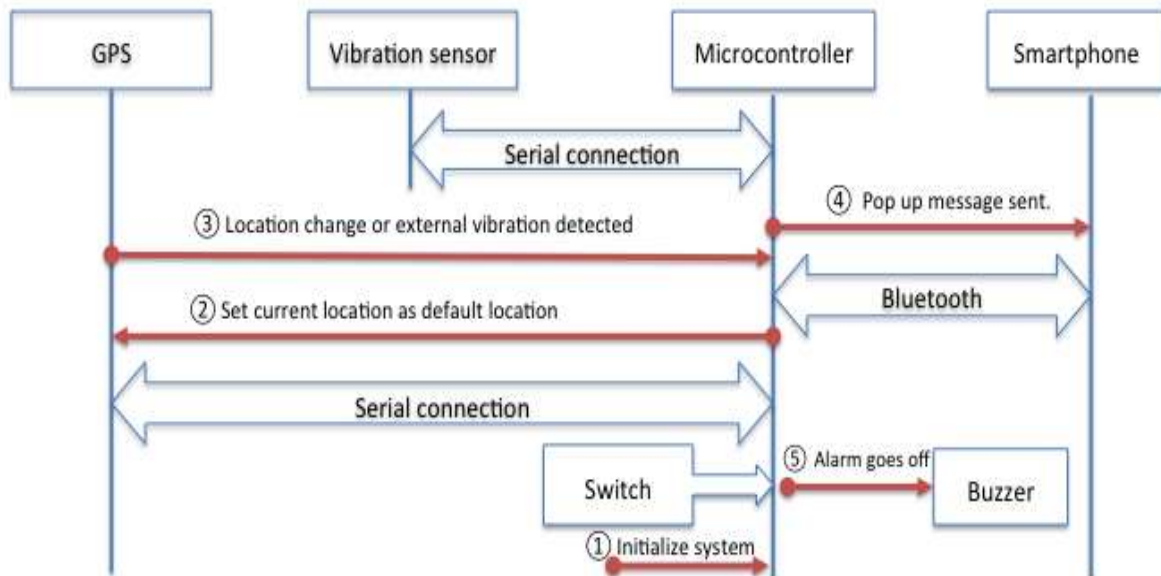 GPS
Vibration sensor
Microcontroller
Smartphone
Serial connection
④ Pop up message sent.
③ Location change or external vibration detected
Bluetooth
② Set current location as default location
Serial connection
⑤ Alarm goes off
Switch
Buzzer
① Initialize system